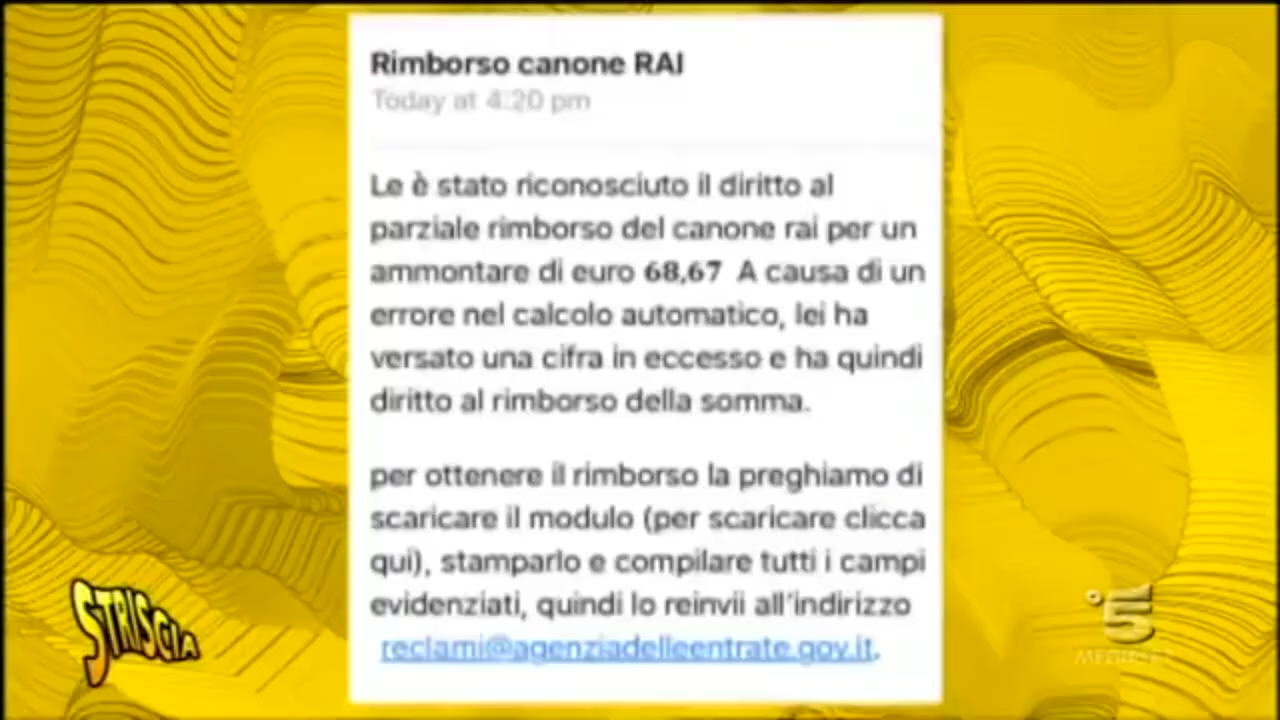 Rimborso canone RAI
Today at 4:20 pm
Le è stato riconosciuto il diritto al
parziale rimborso del canone rai per un
ammontare di euro 68,67 A causa di un
errore nel calcolo automatico, lei ha
versato una cifra in eccesso e ha quindi
diritto al rimborso della somma.
per ottenere il rimborso la preghiamo di
scaricare il modulo (per scaricare clicca
qui), stamparlo e compilare tutti i campi
evidenziati, quindi lo reinvii all'indirizzo
reclami@agenziadelleentrate.gov.it.
STRISCIA
5
MEDIASET